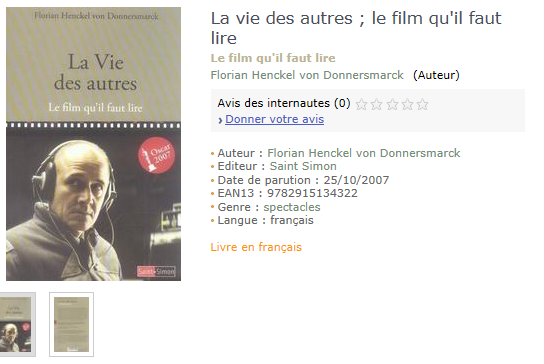 La vie des autres ; le film qu'il faut
lire
Le film qu'il faut lire
Florian Henckel von Donnersmarck (Auteur)
Avis des internautes (0)
› Donner votre avis
• Auteur : Florian Henckel von Donnersmarck
• Editeur : Saint Simon
• Date de parution : 25/10/2007
• EAN13 : 9782915134322
• Genre : spectacles
• Langue : français
Livre en français
Florian Henckel von Donnersmarck
La Vie
des autres
Le film qu'il faut lire
Oscar
2007
Saint-Simon